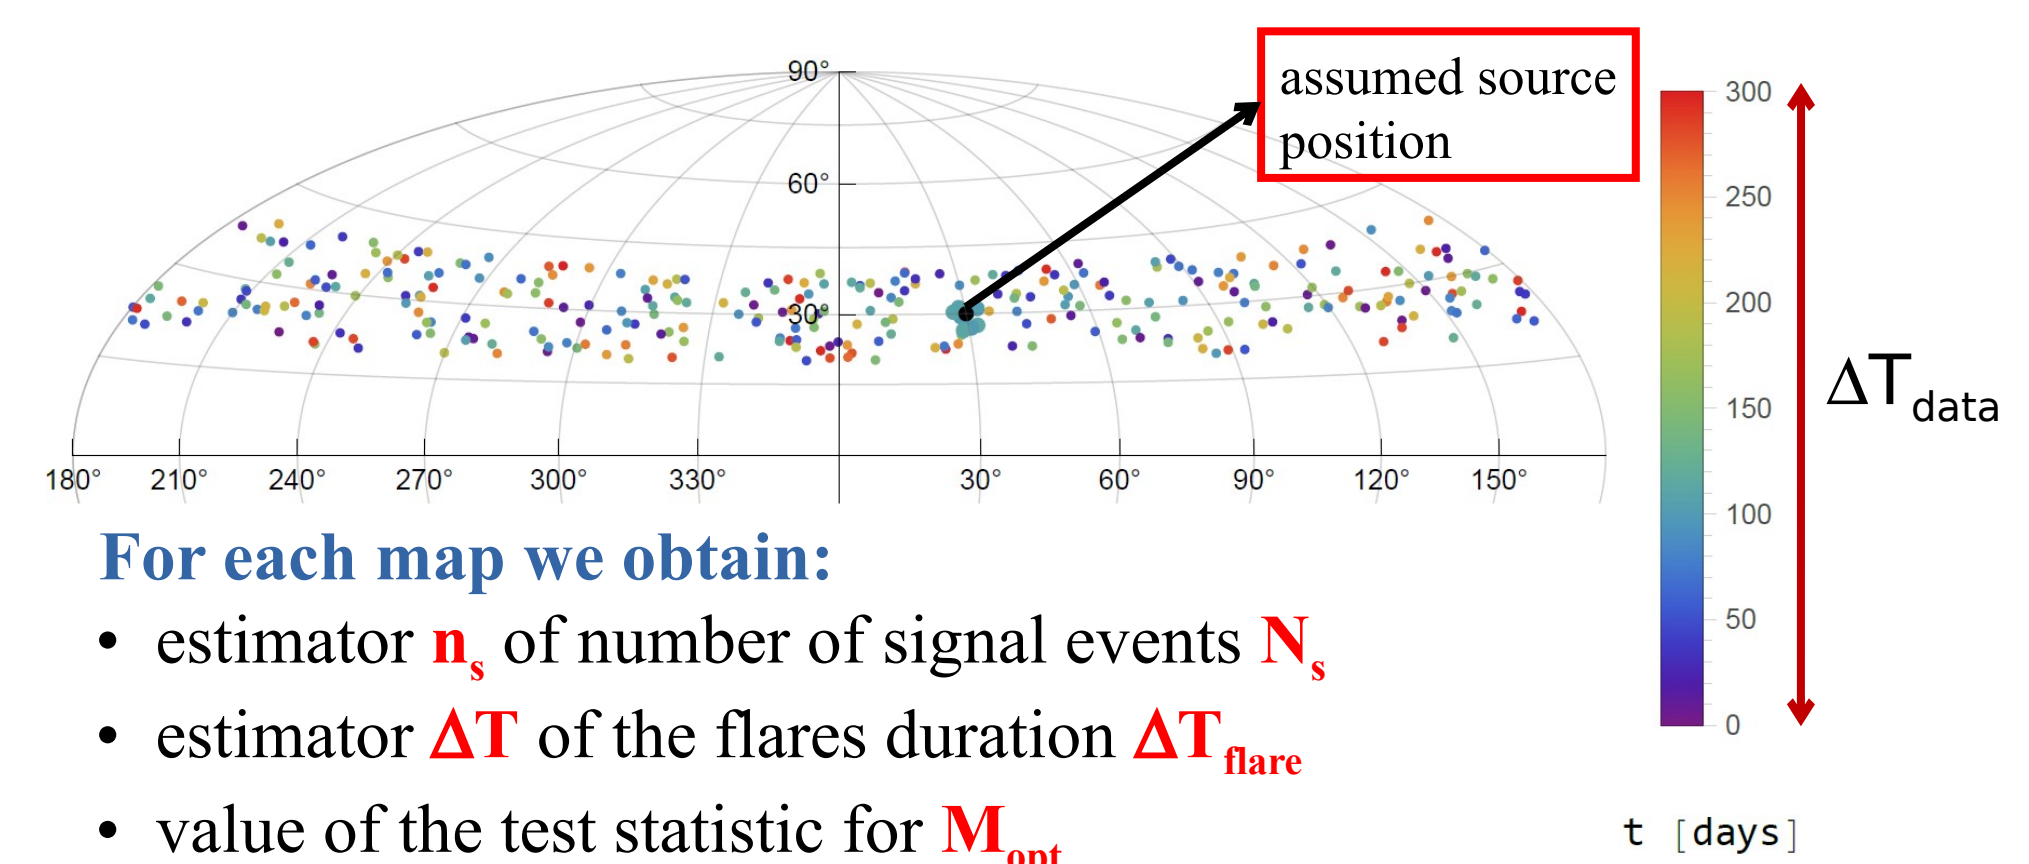 90°
60°
30°
180° 210° 240° 270° 300° 330° 30° 60° 90° 120° 150°
assumed source
position
300
250
200
150
100
50
0
ΔTdata
t [days]
For each map we obtain:
• estimator ns of number of signal events Ns
• estimator ΔT of the flares duration ΔTflare
• value of the test statistic for Mopt